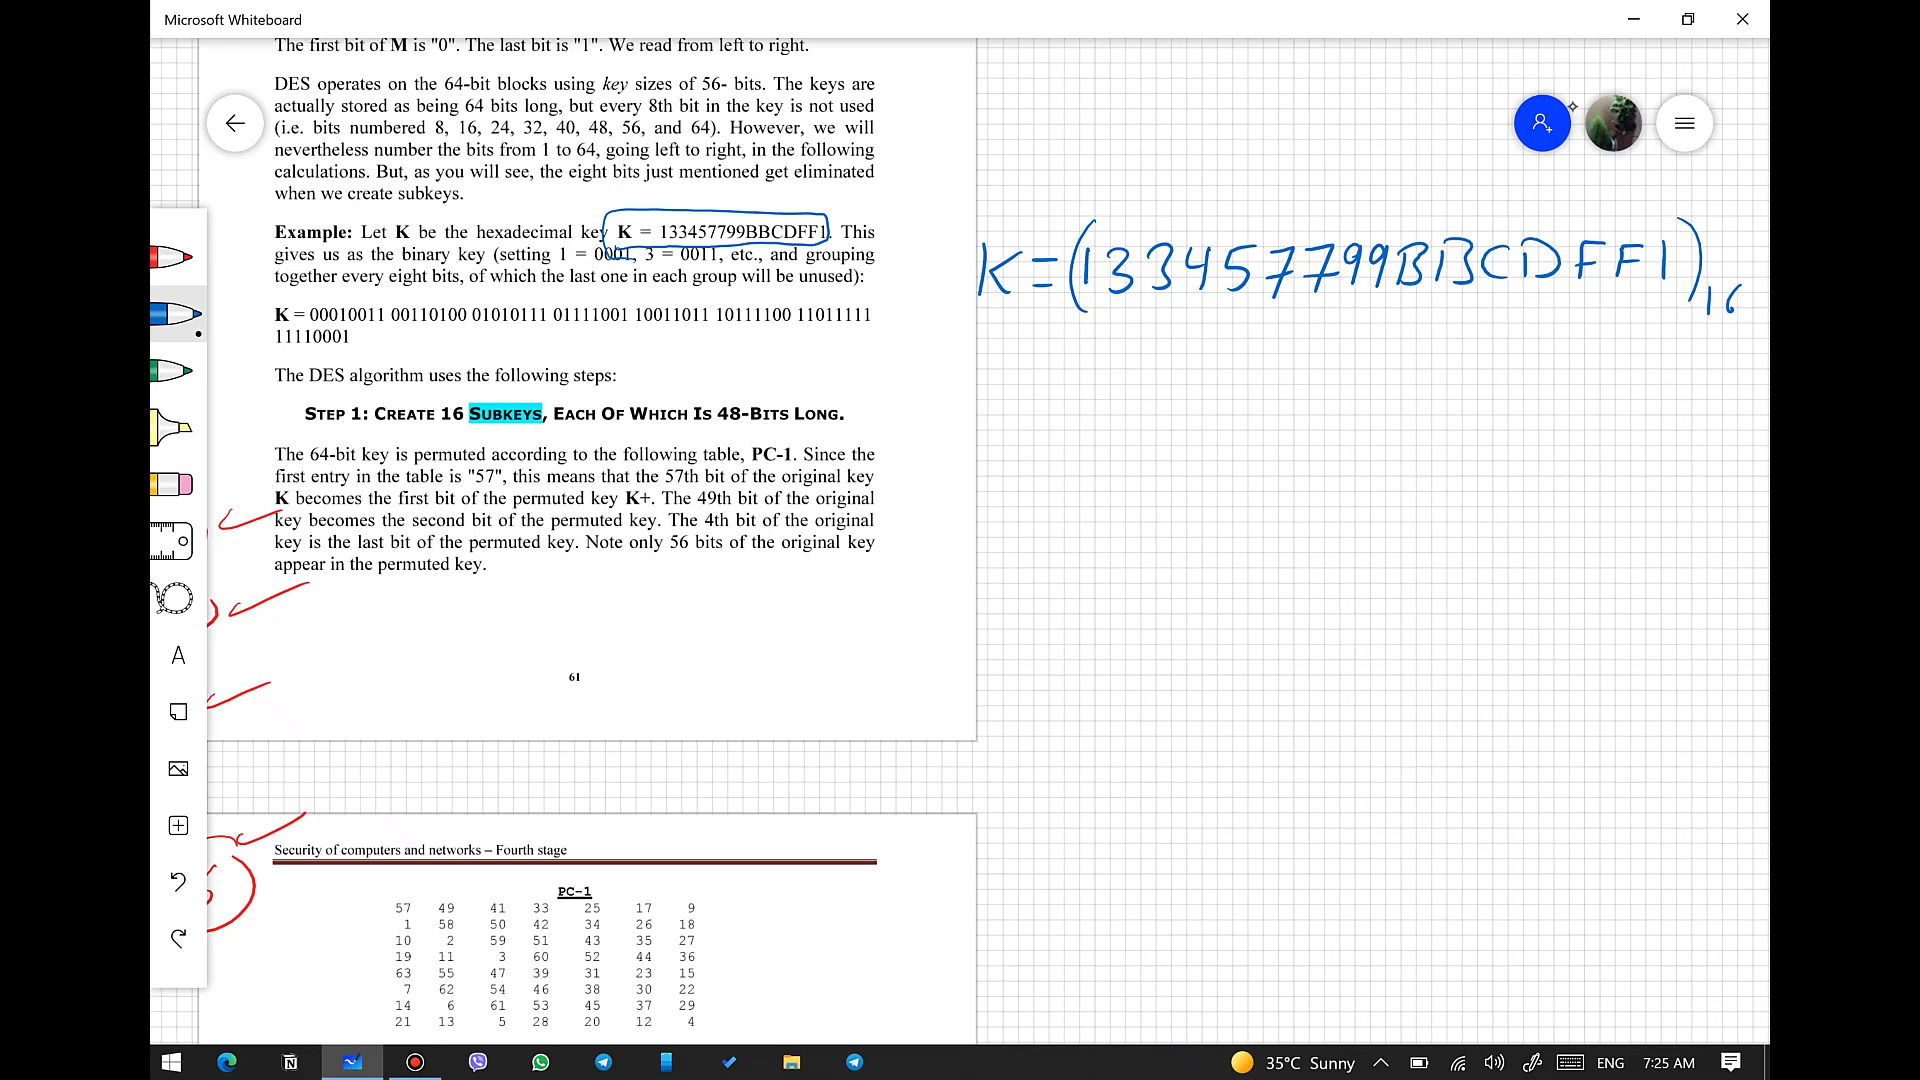 Microsoft Whiteboard
The first bit of M is "0". The last bit is "1". We read from left to right.
DES operates on the 64-bit blocks using key sizes of 56- bits. The keys are
actually stored as being 64 bits long, but every 8th bit in the key is not used
(i.e. bits numbered 8, 16, 24, 32, 40, 48, 56, and 64). However, we will
nevertheless number the bits from 1 to 64, going left to right, in the following
calculations. But, as you will see, the eight bits just mentioned get eliminated
when we create subkeys.
Example: Let K be the hexadecimal key K = 133457799BBCDFF1. This
gives us as the binary key (setting 1 = 0001, 3 = 0011, etc., and grouping
together every eight bits, of which the last one in each group will be unused):
K = 00010011 00110100 01010111 01111001 10011011 10111100 11011111
11110001
The DES algorithm uses the following steps:
STEP 1: CREATE 16 SUBKEYS, EACH OF WHICH IS 48-BITS LONG.
The 64-bit key is permuted according to the following table, PC-1. Since the
first entry in the table is "57", this means that the 57th bit of the original key
K becomes the first bit of the permuted key K+. The 49th bit of the original
key becomes the second bit of the permuted key. The 4th bit of the original
key is the last bit of the permuted key. Note only 56 bits of the original key
appear in the permuted key.
61
Security of computers and networks – Fourth stage
PC-1
57 49 41 33 25 17 9
1 58 50 42 34 26 18
10 2 59 51 43 35 27
19 11 3 60 52 44 36
63 55 47 39 31 23 15
7 62 54 46 38 30 22
14 6 61 53 45 37 29
21 13 5 28 20 12 4
K=(133457799BBCDFF1)16
A
35°C Sunny ENG 7:25 AM